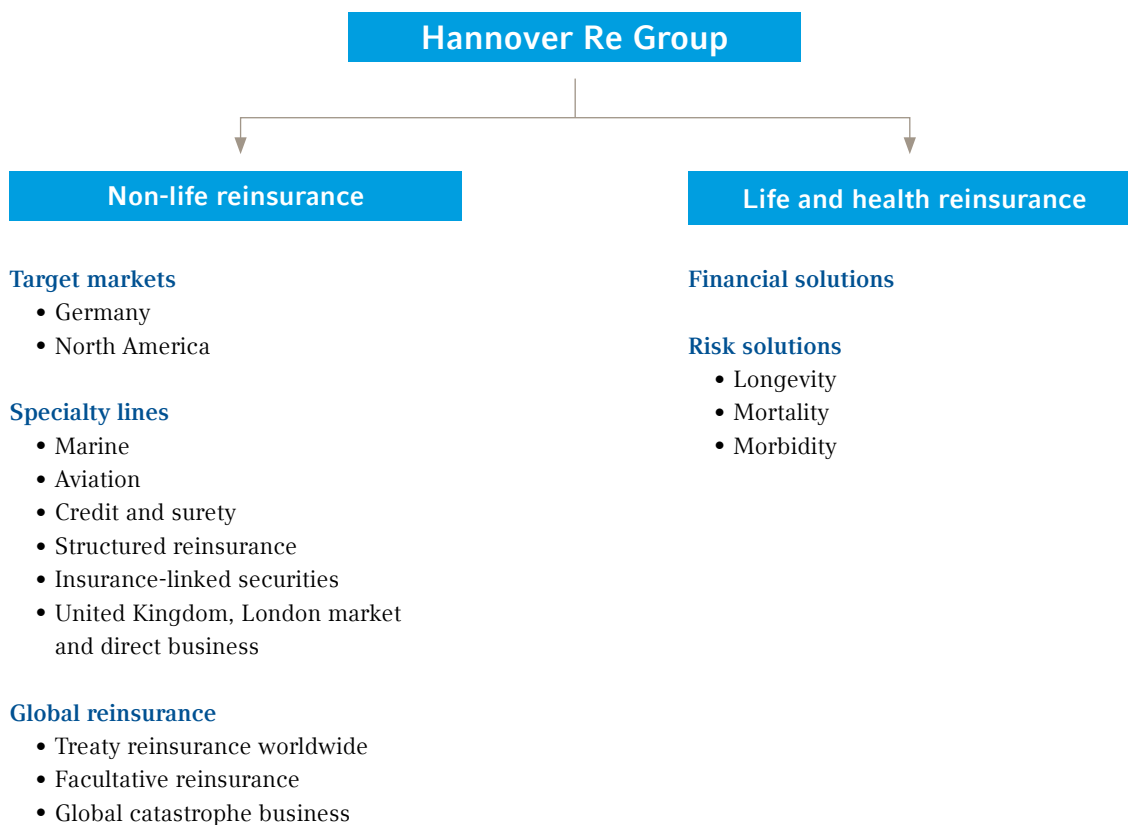 Hannover Re Group
Non-life reinsurance
Target markets
• Germany
• North America
Specialty lines
• Marine
• Aviation
• Credit and surety
• Structured reinsurance
• Insurance-linked securities
• United Kingdom, London market
and direct business
Global reinsurance
• Treaty reinsurance worldwide
• Facultative reinsurance
• Global catastrophe business
Life and health reinsurance
Financial solutions
Risk solutions
• Longevity
• Mortality
• Morbidity